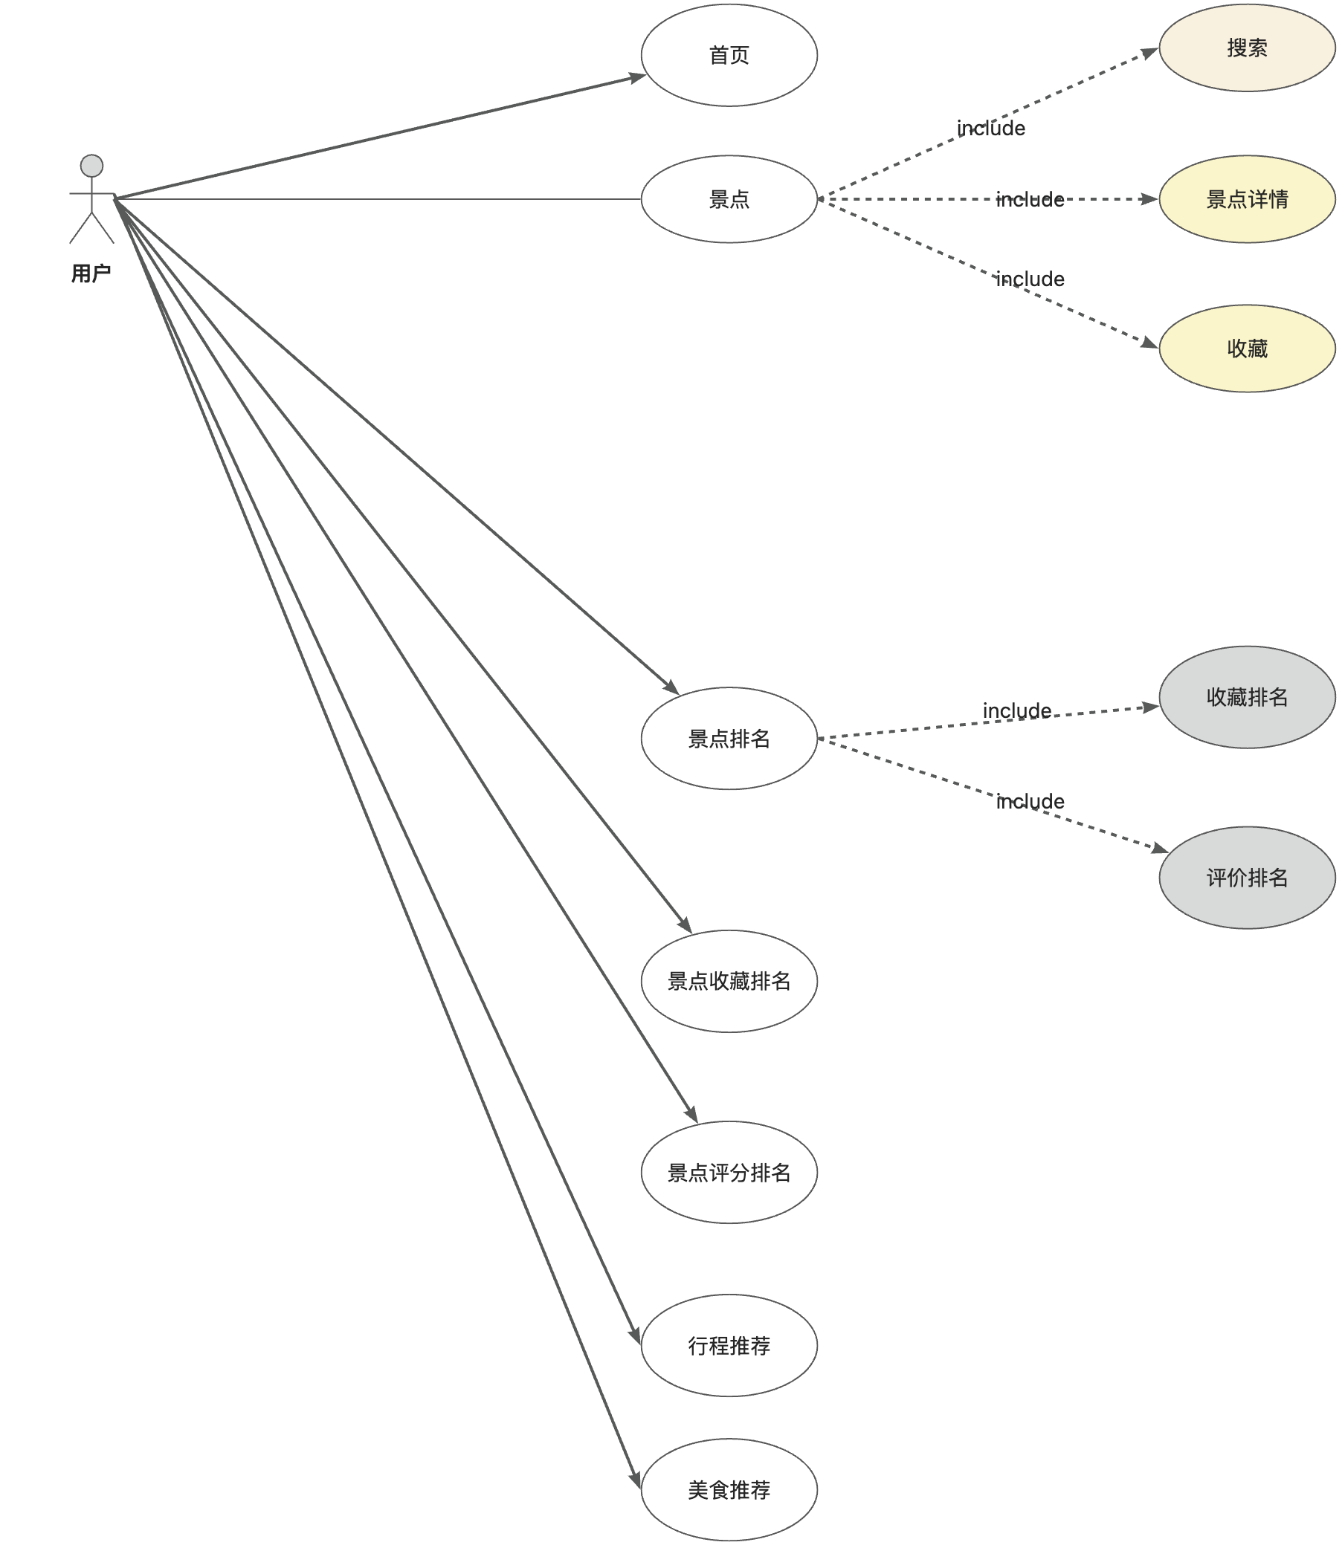 首页
搜索
include
用户
景点
include
景点详情
include
收藏
景点排名
include
收藏排名
include
评价排名
景点收藏排名
景点评分排名
行程推荐
美食推荐